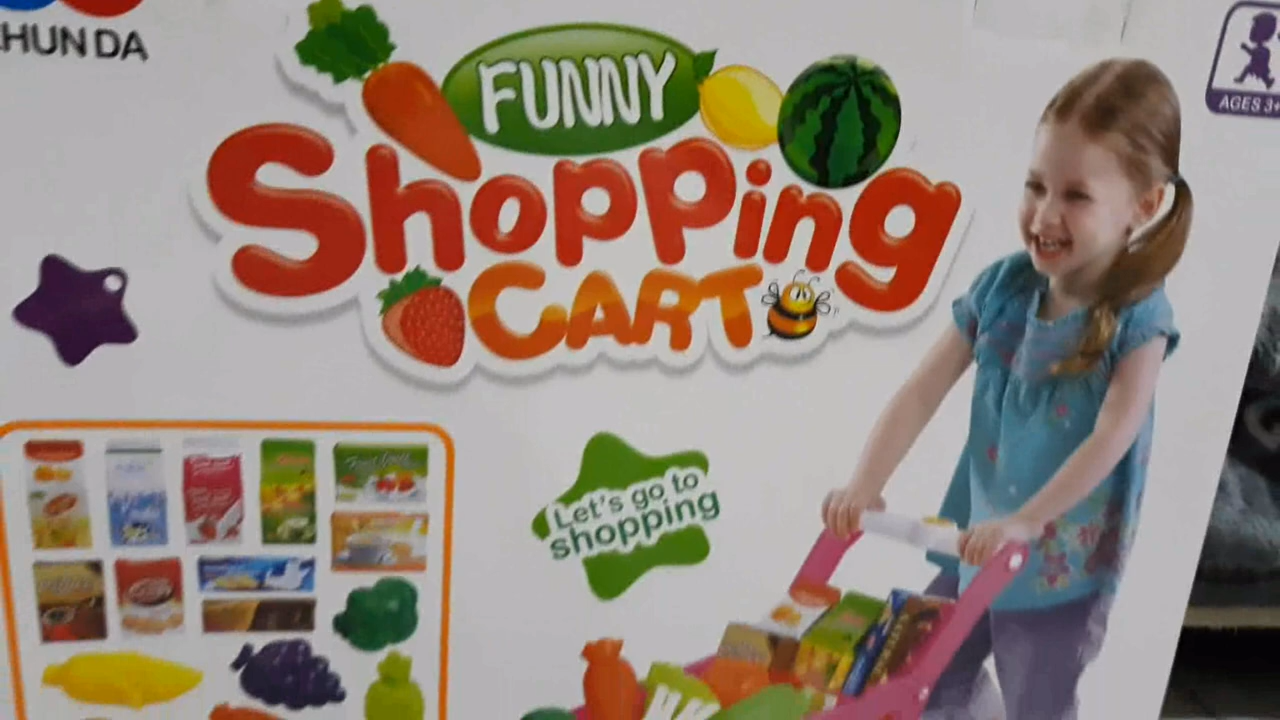 HUN DA
FUNNY
Shopping
CART
AGES 3+
Let's go to
shopping